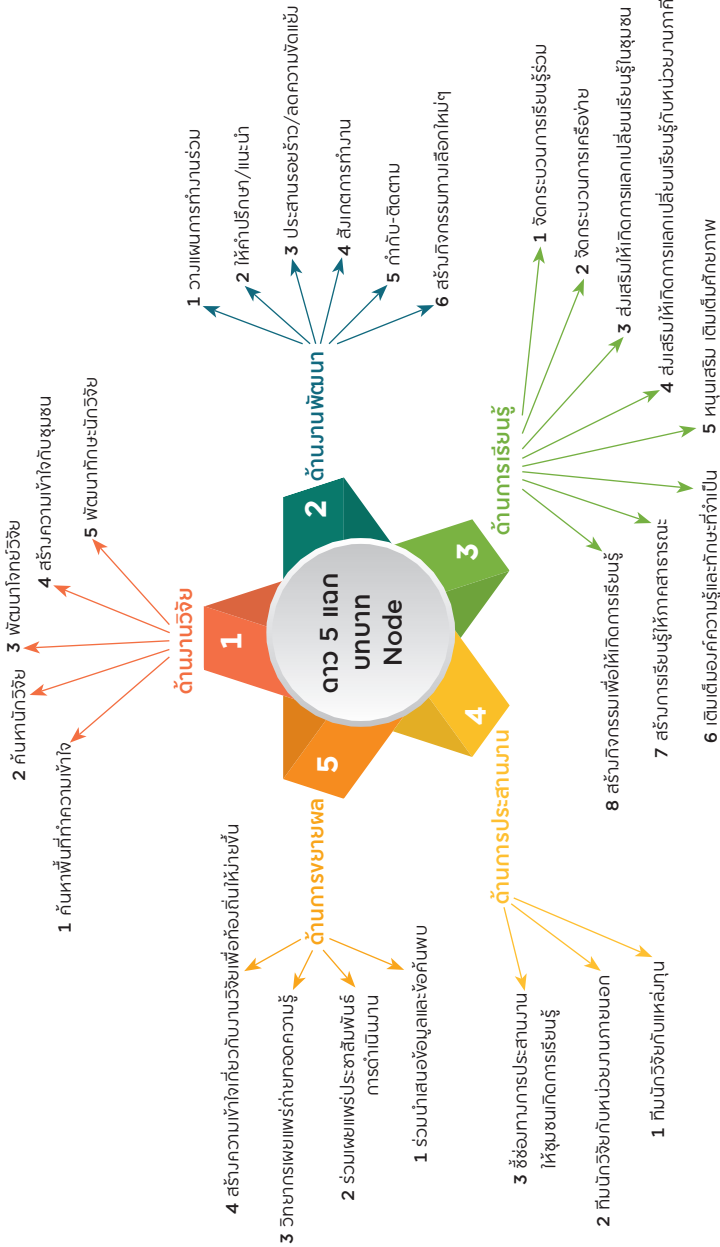 ดาว 5 แฉก
บทบาท
Node
1
ด้านงานวิจัย
1 ค้นหาพื้นที่ทำความเข้าใจ
2 ค้นหานักวิจัย
3 พัฒนาโจทย์วิจัย
4 สร้างความเข้าใจกับชุมชน
5 พัฒนาทักษะนักวิจัย
2
ด้านงานพัฒนา
1 วางแผนการทำงานร่วม
2 ให้คำปรึกษา/แนะนำ
3 ประสานรอยร้าว/ลดความขัดแย้ง
4 สังเกตการทำงาน
5 กำกับ-ติดตาม
6 สร้างกิจกรรมทางเลือกใหม่ๆ
3
ด้านการเรียนรู้
1 จัดกระบวนการเรียนรู้ร่วม
2 จัดกระบวนการเครือข่าย
3 ส่งเสริมให้เกิดการแลกเปลี่ยนเรียนรู้ในชุมชน
4 ส่งเสริมให้เกิดการแลกเปลี่ยนเรียนรู้กับหน่วยงานภาคี
5 หนุนเสริม เติมเต็มศักยภาพ
6 เติมเต็มองค์ความรู้และทักษะที่จำเป็น
7 สร้างการเรียนรู้ให้ภาคสาธารณะ
8 สร้างกิจกรรมเพื่อให้เกิดการเรียนรู้
4
ด้านการประสานงาน
1 ทีมนักวิจัยกับแหล่งทุน
2 ทีมนักวิจัยกับหน่วยงานภายนอก
3 ชี้ช่องทางการประสานงาน
ให้ชุมชนเกิดการเรียนรู้
5
ด้านการขยายผล
1 ร่วมนำเสนอข้อมูลและข้อค้นพบ
2 ร่วมเผยแพร่ประชาสัมพันธ์
การดำเนินงาน
3 วิทยากรเผยแพร่ถ่ายทอดความรู้
4 สร้างความเข้าใจเกี่ยวกับงานวิจัยเพื่อท้องถิ่นให้ง่ายขึ้น